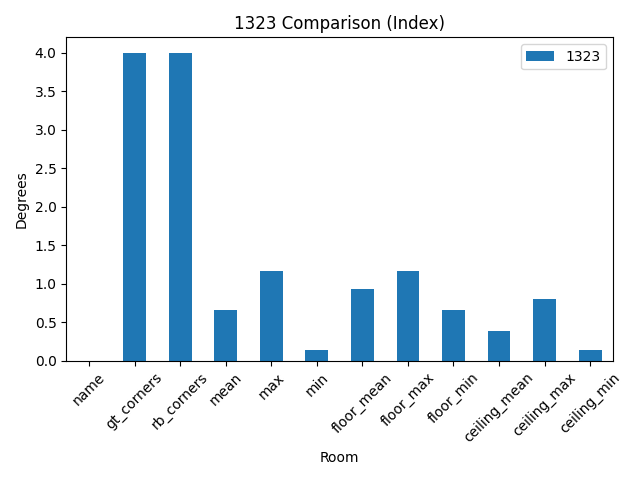 1323 Comparison (Index)
1323
4.0
3.5
3.0
2.5
2.0
1.5
1.0
0.5
0.0
Degrees
name
gt_corners
rb_corners
mean
max
min
floor_mean
floor_max
floor_min
ceiling_mean
ceiling_max
ceiling_min
Room